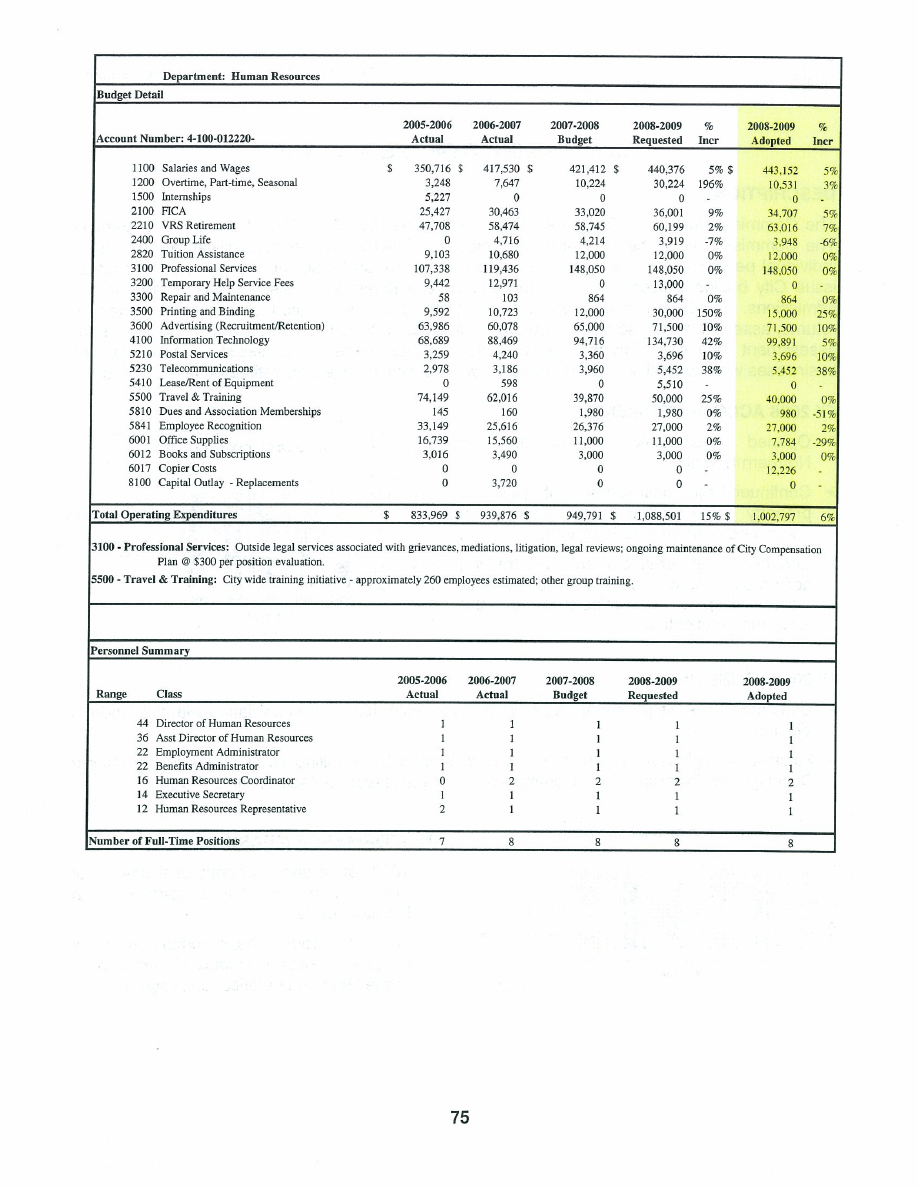 Department: Human Resources
Budget Detail
2005-2006 2006-2007 2007-2008 2008-2009 % 2008-2009 %
Account Number: 4-100-012220- Actual Actual Budget Requested Incr Adopted Incr
1100 Salaries and Wages $ 350,716 $ 417,530 $ 421,412 $ 440,376 5% $ 443,152 5%
1200 Overtime, Part-time, Seasonal 3,248 7,647 10,224 30,224 196% 10,531 3%
1500 Internships 5,227 0 0 0 - 0 -
2100 FICA 25,427 30,463 33,020 36,001 9% 34,707 5%
2210 VRS Retirement 47,708 58,474 58,745 60,199 2% 63,016 7%
2400 Group Life 0 4,716 4,214 3,919 -7% 3,948 -6%
2820 Tuition Assistance 9,103 10,680 12,000 12,000 0% 12,000 0%
3100 Professional Services 107,338 119,436 148,050 148,050 0% 148,050 0%
3200 Temporary Help Service Fees 9,442 12,971 0 13,000 - 0 -
3300 Repair and Maintenance 58 103 864 864 0% 864 0%
3500 Printing and Binding 9,592 10,723 12,000 30,000 150% 15,000 25%
3600 Advertising (Recruitment/Retention) 63,986 60,078 65,000 71,500 10% 71,500 10%
4100 Information Technology 68,689 88,469 94,716 134,730 42% 99,891 5%
5210 Postal Services 3,259 4,240 3,360 3,696 10% 3,696 10%
5230 Telecommunications 2,978 3,186 3,960 5,452 38% 5,452 38%
5410 Lease/Rent of Equipment 0 598 0 5,510 - 0 -
5500 Travel & Training 74,149 62,016 39,870 50,000 25% 40,000 0%
5810 Dues and Association Memberships 145 160 1,980 1,980 0% 980 -51%
5841 Employee Recognition 33,149 25,616 26,376 27,000 2% 27,000 2%
6001 Office Supplies 16,739 15,560 11,000 11,000 0% 7,784 -29%
6012 Books and Subscriptions 3,016 3,490 3,000 3,000 0% 3,000 0%
6017 Copier Costs 0 0 0 0 - 12,226 -
8100 Capital Outlay - Replacements 0 3,720 0 0 - 0 -
Total Operating Expenditures $ 833,969 $ 939,876 $ 949,791 $ 1,088,501 15% $ 1,002,797 6%
3100 - Professional Services: Outside legal services associated with grievances, mediations, litigation, legal reviews; ongoing maintenance of City Compensation
Plan @ $300 per position evaluation.
5500 - Travel & Training: City wide training initiative - approximately 260 employees estimated; other group training.
Personnel Summary
2005-2006 2006-2007 2007-2008 2008-2009 2008-2009
Range Class Actual Actual Budget Requested Adopted
44 Director of Human Resources 1 1 1 1 1
36 Asst Director of Human Resources 1 1 1 1 1
22 Employment Administrator 1 1 1 1 1
22 Benefits Administrator 1 1 1 1 1
16 Human Resources Coordinator 0 2 2 2 2
14 Executive Secretary 1 1 1 1 1
12 Human Resources Representative 2 1 1 1 1
Number of Full-Time Positions 7 8 8 8 8
75